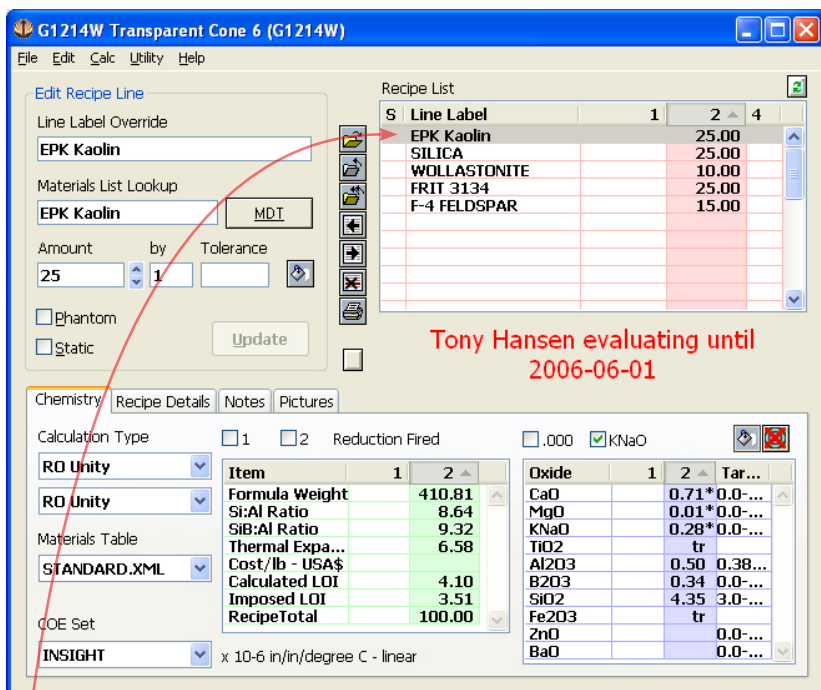 G1214W Transparent Cone 6 (G1214W)
File Edit Calc Utility Help
Edit Recipe Line
Line Label Override
EPK Kaolin
Materials List Lookup
EPK Kaolin MDT
Amount by Tolerance
25 1
Phantom
Static
Update
Recipe List
S Line Label 1 2 4
EPK Kaolin 25.00
SILICA 25.00
WOLLASTONITE 10.00
FRIT 3134 25.00
F-4 FELDSPAR 15.00
Tony Hansen evaluating until
2006-06-01
Chemistry Recipe Details Notes Pictures
Calculation Type
RO Unity
RO Unity
Materials Table
STANDARD.XML
COE Set
INSIGHT
1 2 Reduction Fired
Item 1 2
Formula Weight 410.81
Si:Al Ratio 8.64
SiB:Al Ratio 9.32
Thermal Expa... 6.58
Cost/lb - USA$
Calculated LOI 4.10
Imposed LOI 3.51
RecipeTotal 100.00
x 10-6 in/in/degree C - linear
.000 KNaO
Oxide 1 2 Tar...
CaO 0.71* 0.0-...
MgO 0.01* 0.0-...
KNaO 0.28* 0.0-...
TiO2 tr
Al2O3 0.50 0.38...
B2O3 0.34 0.0-...
SiO2 4.35 3.0-...
Fe2O3 tr
ZnO 0.0-...
BaO 0.0-...